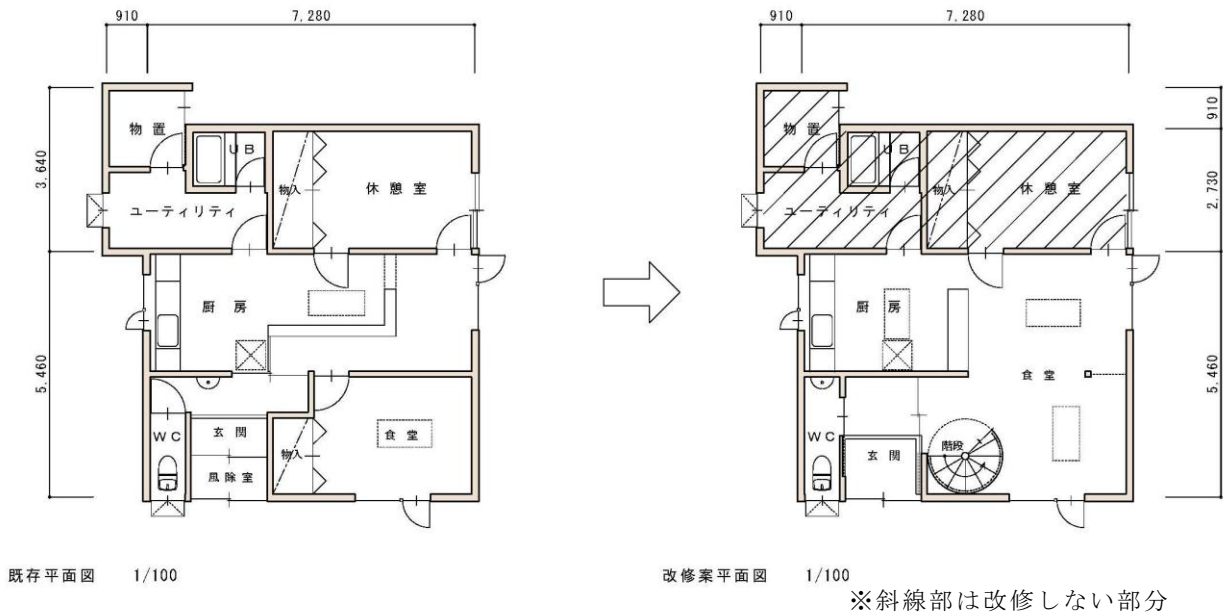 910
7,280
3,640
5,460
物置
UB
物入
休憩室
ユーティリティ
厨房
WC
玄関
風除室
物入
食堂
既存平面図 1/100
910
7,280
910
2,730
5,460
物置
UB
物入
休憩室
ユーティリティ
厨房
食堂
WC
玄関
階段
改修案平面図 1/100
※斜線部は改修しない部分